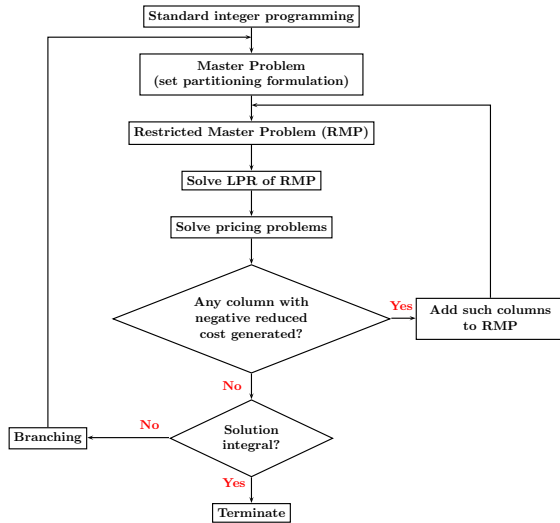 Standard integer programming
Master Problem
(set partitioning formulation)
Restricted Master Problem (RMP)
Solve LPR of RMP
Solve pricing problems
Any column with
negative reduced
cost generated?
Yes
Add such columns
to RMP
No
Solution
integral?
No
Branching
Yes
Terminate